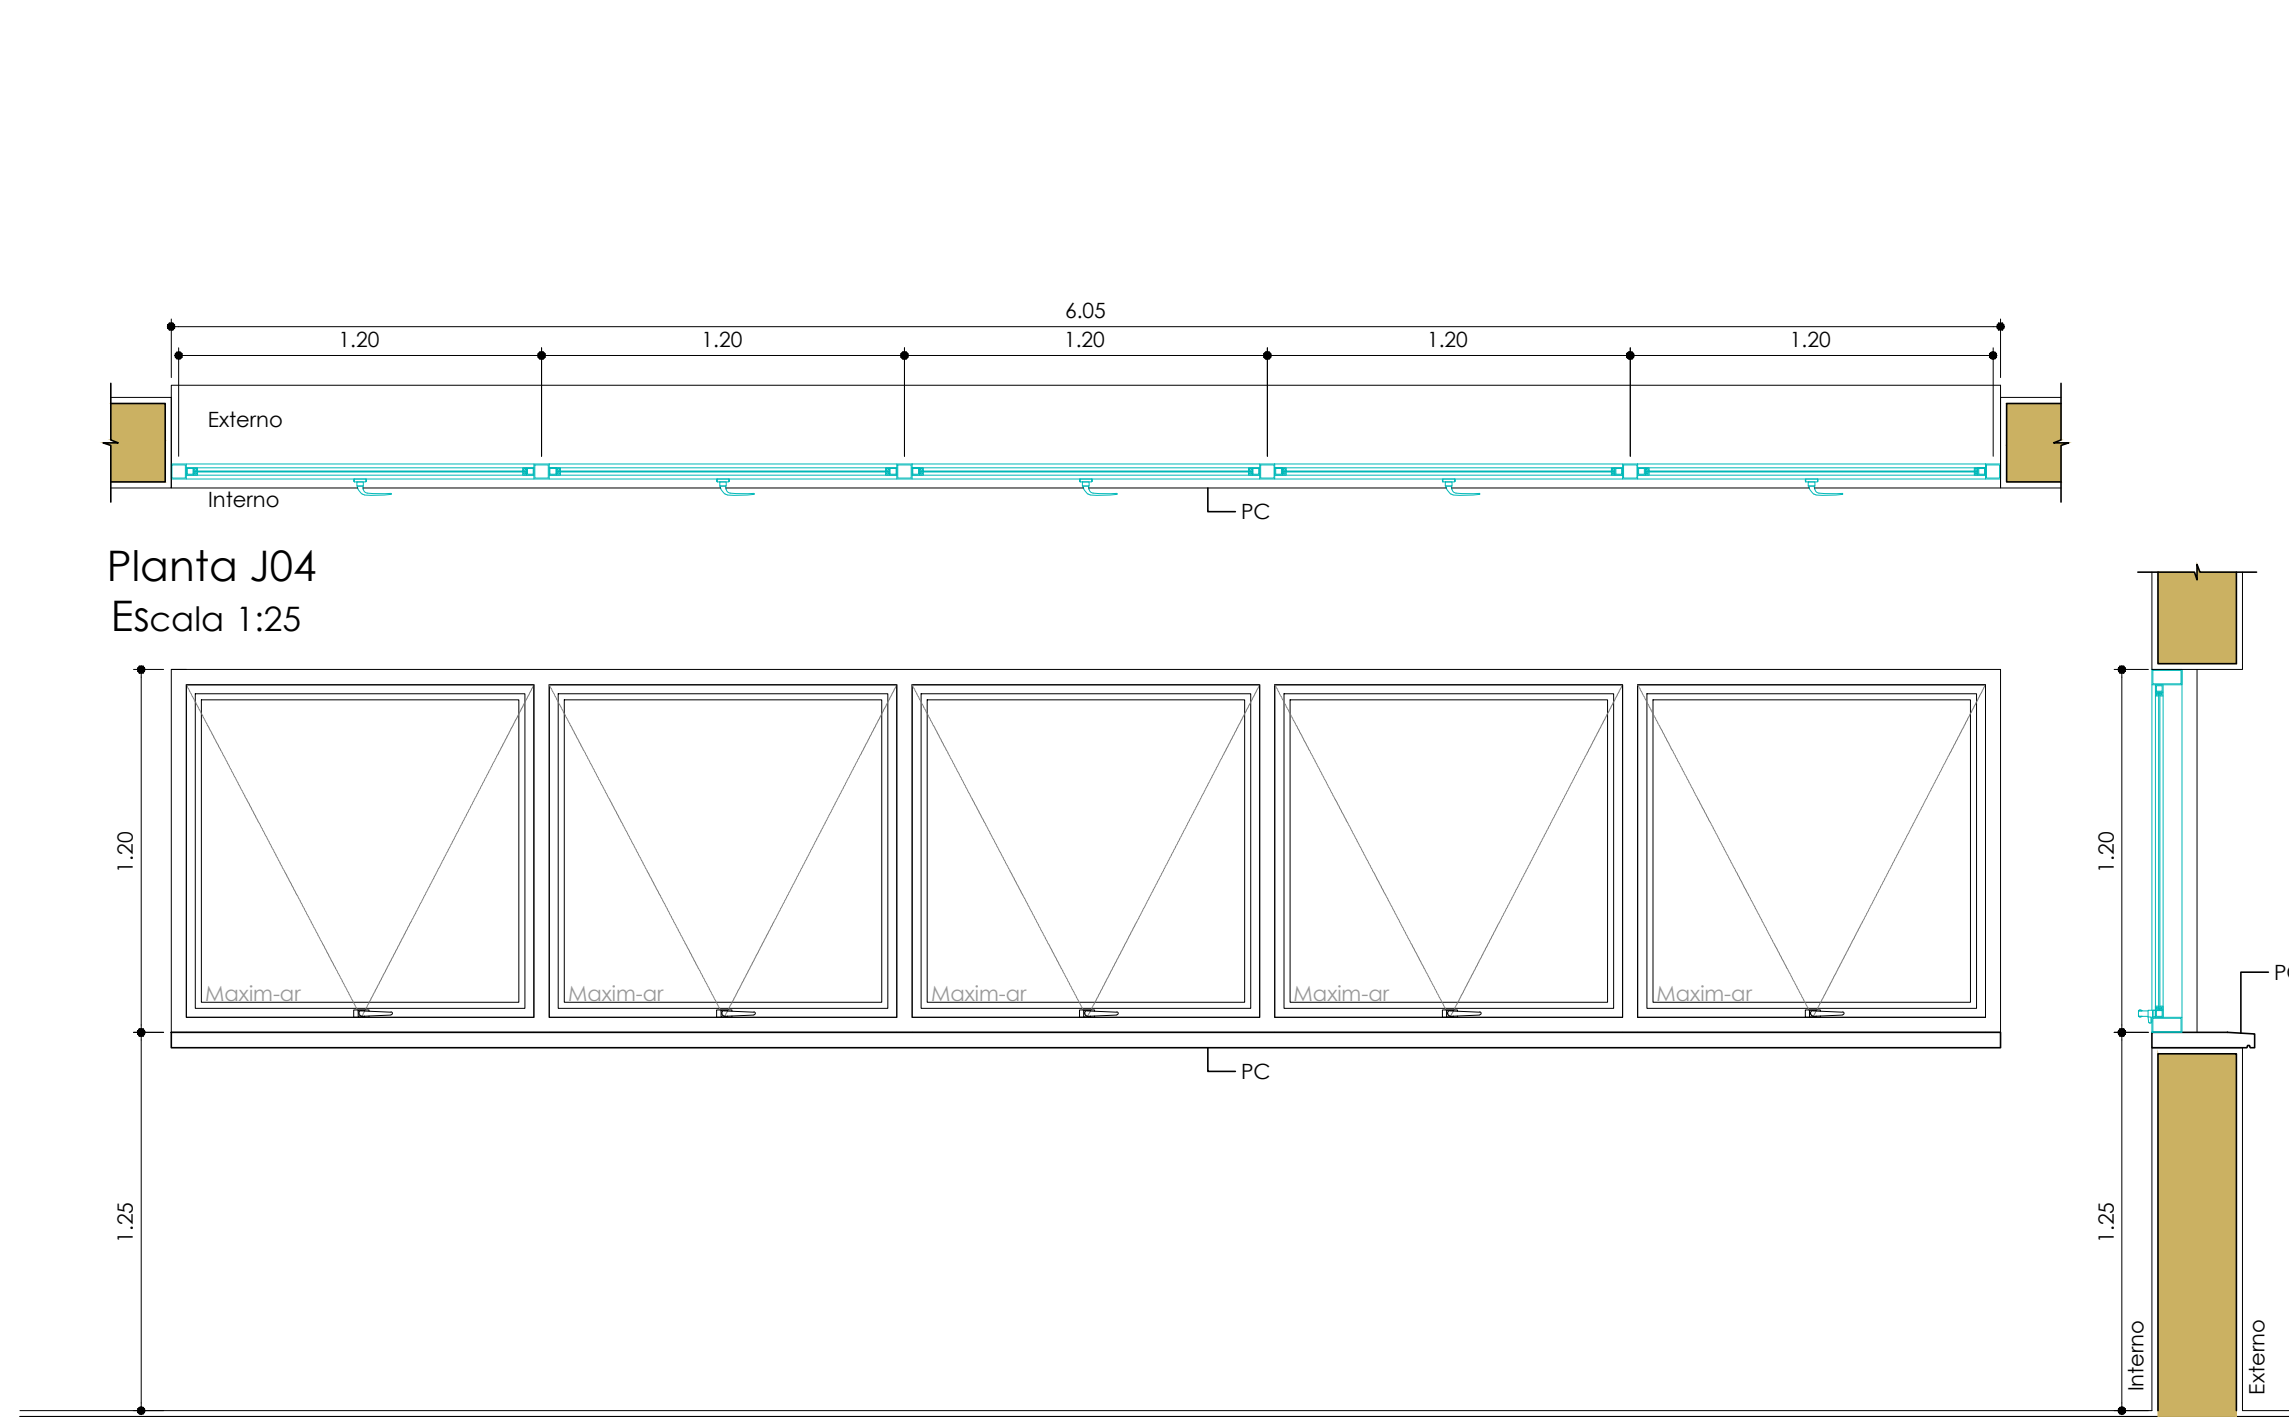 6.05
1.20 1.20 1.20 1.20 1.20
Externo
Interno
PC
Planta J04
Escala 1:25
1.20
1.20
Maxim-ar Maxim-ar Maxim-ar Maxim-ar Maxim-ar
PC
1.25
1.25
Interno
Externo